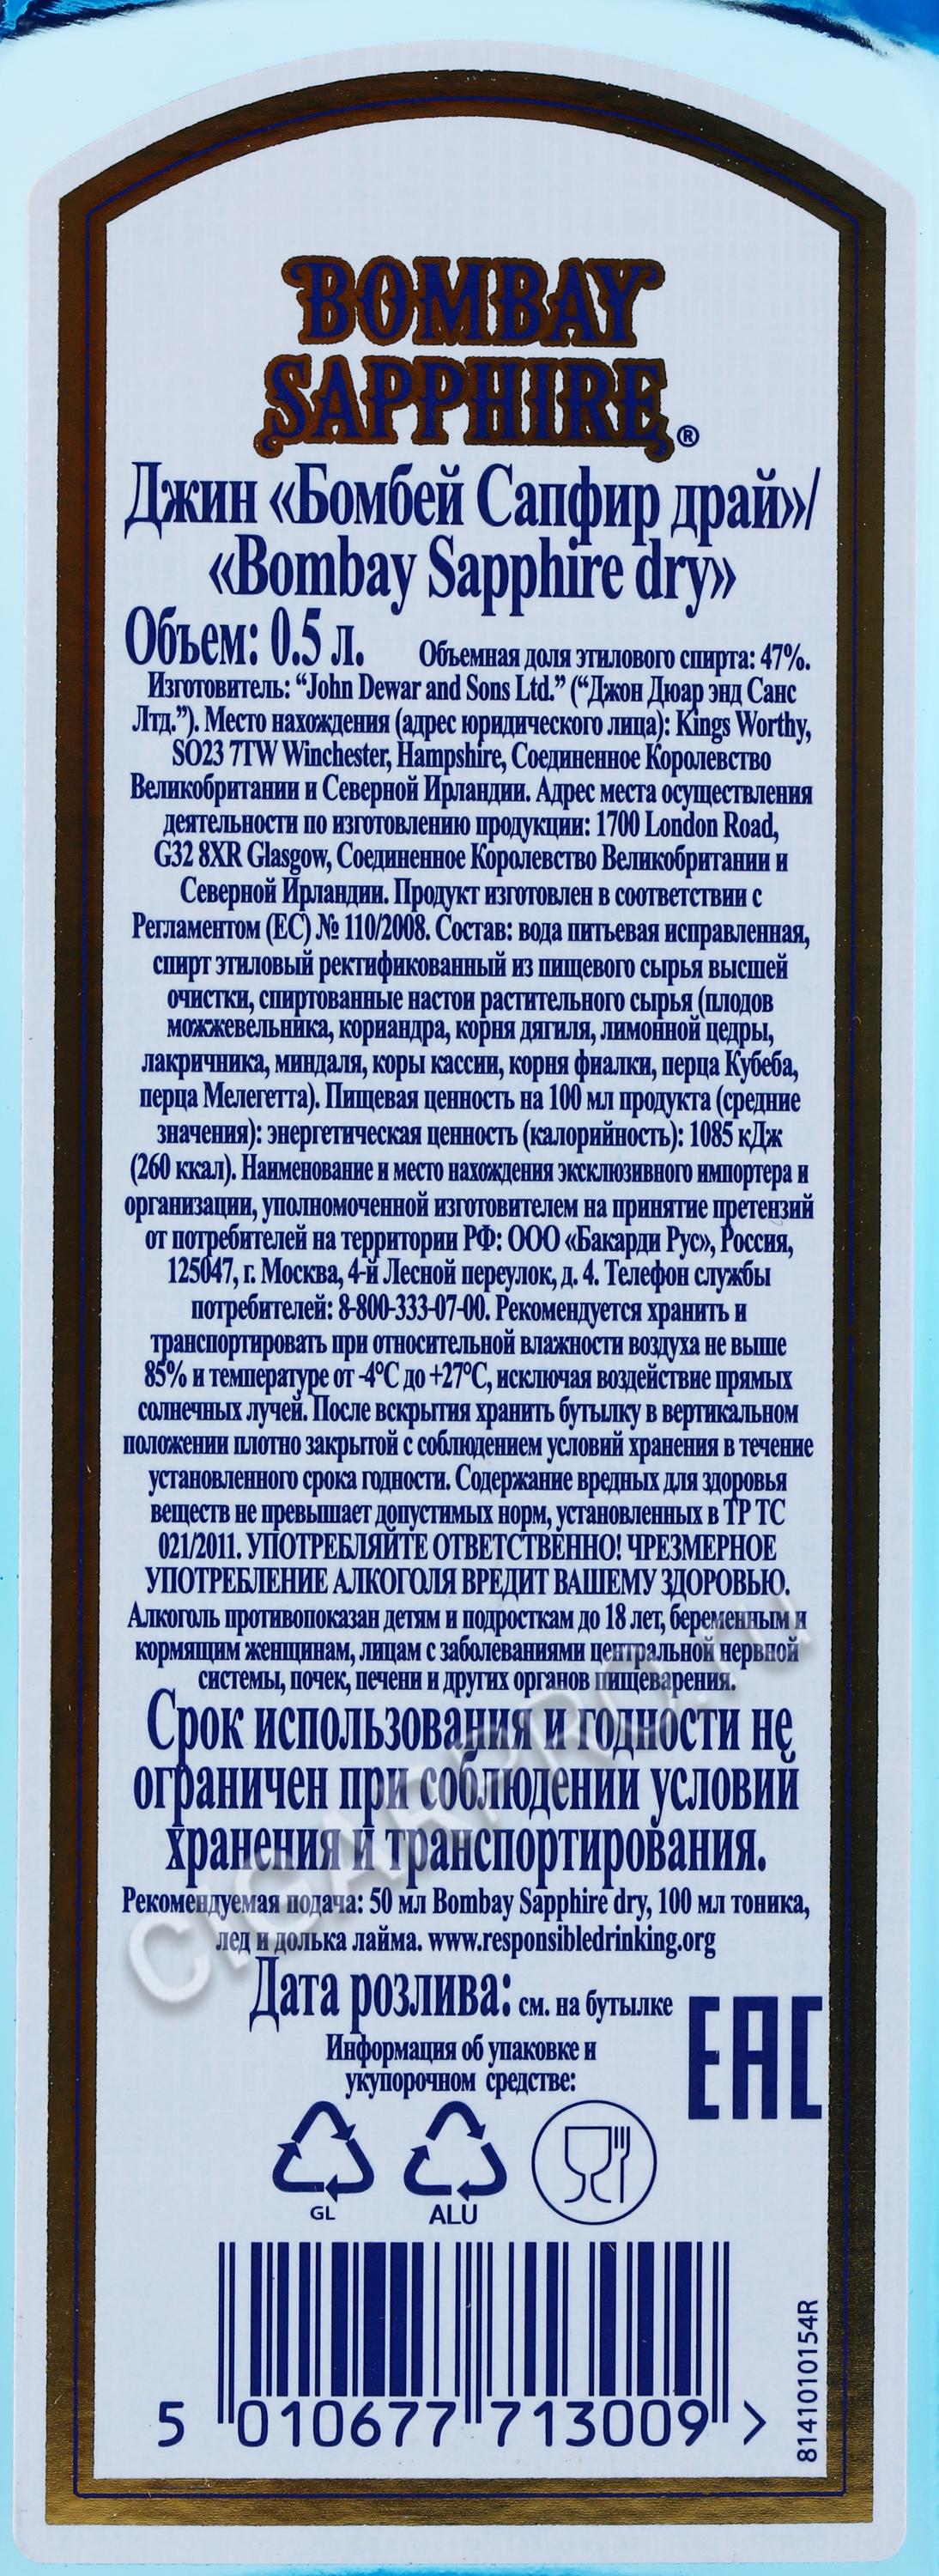 BOMBAY
SAPPHIRE®
Джин «Бомбей Сапфир драй»/
«Bombay Sapphire dry»
Объем: 0.5 л. Объемная доля этилового спирта: 47%.
Изготовитель: “John Dewar and Sons Ltd.” (“Джон Дюар энд Санс
Лтд.”). Место нахождения (адрес юридического лица): Kings Worthy,
SO23 7TW Winchester, Hampshire, Соединенное Королевство
Великобритании и Северной Ирландии. Адрес места осуществления
деятельности по изготовлению продукции: 1700 London Road,
G32 8XR Glasgow, Соединенное Королевство Великобритании и
Северной Ирландии. Продукт изготовлен в соответствии с
Регламентом (ЕС) № 110/2008. Состав: вода питьевая исправленная,
спирт этиловый ректификованный из пищевого сырья высшей
очистки, спиртованные настои растительного сырья (плодов
можжевельника, кориандра, корня дягиля, лимонной цедры,
лакричника, миндаля, коры кассии, корня фиалки, перца Кубеба,
перца Мелегетта). Пищевая ценность на 100 мл продукта (средние
значения): энергетическая ценность (калорийность): 1085 кДж
(260 ккал). Наименование и место нахождения эксклюзивного импортера и
организации, уполномоченной изготовителем на принятие претензий
от потребителей на территории РФ: ООО «Бакарди Рус», Россия,
125047, г. Москва, 4-й Лесной переулок, д. 4. Телефон службы
потребителей: 8-800-333-07-00. Рекомендуется хранить и
транспортировать при относительной влажности воздуха не выше
85% и температуре от -4°С до +27°С, исключая воздействие прямых
солнечных лучей. После вскрытия хранить бутылку в вертикальном
положении плотно закрытой с соблюдением условий хранения в течение
установленного срока годности. Содержание вредных для здоровья
веществ не превышает допустимых норм, установленных в ТР ТС
021/2011. УПОТРЕБЛЯЙТЕ ОТВЕТСТВЕННО! ЧРЕЗМЕРНОЕ
УПОТРЕБЛЕНИЕ АЛКОГОЛЯ ВРЕДИТ ВАШЕМУ ЗДОРОВЬЮ.
Алкоголь противопоказан детям и подросткам до 18 лет, беременным и
кормящим женщинам, лицам с заболеваниями центральной нервной
системы, почек, печени и других органов пищеварения.
Срок использования и годности не
ограничен при соблюдении условий
хранения и транспортирования.
Рекомендуемая подача: 50 мл Bombay Sapphire dry, 100 мл тоника,
лед и долька лайма. www.responsibledrinking.org
Дата розлива: см. на бутылке
EAC
Информация об упаковке и
укупорочном средстве:
GL
ALU
5 010677 713009 >
8141010154R
CIGARPRO.ru